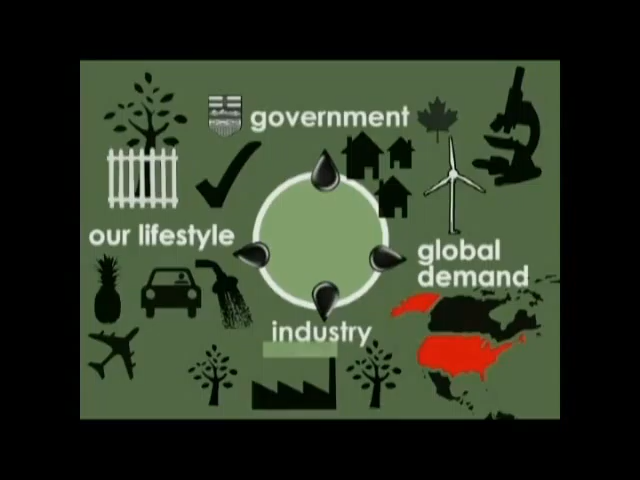 government
our lifestyle
global
demand
industry